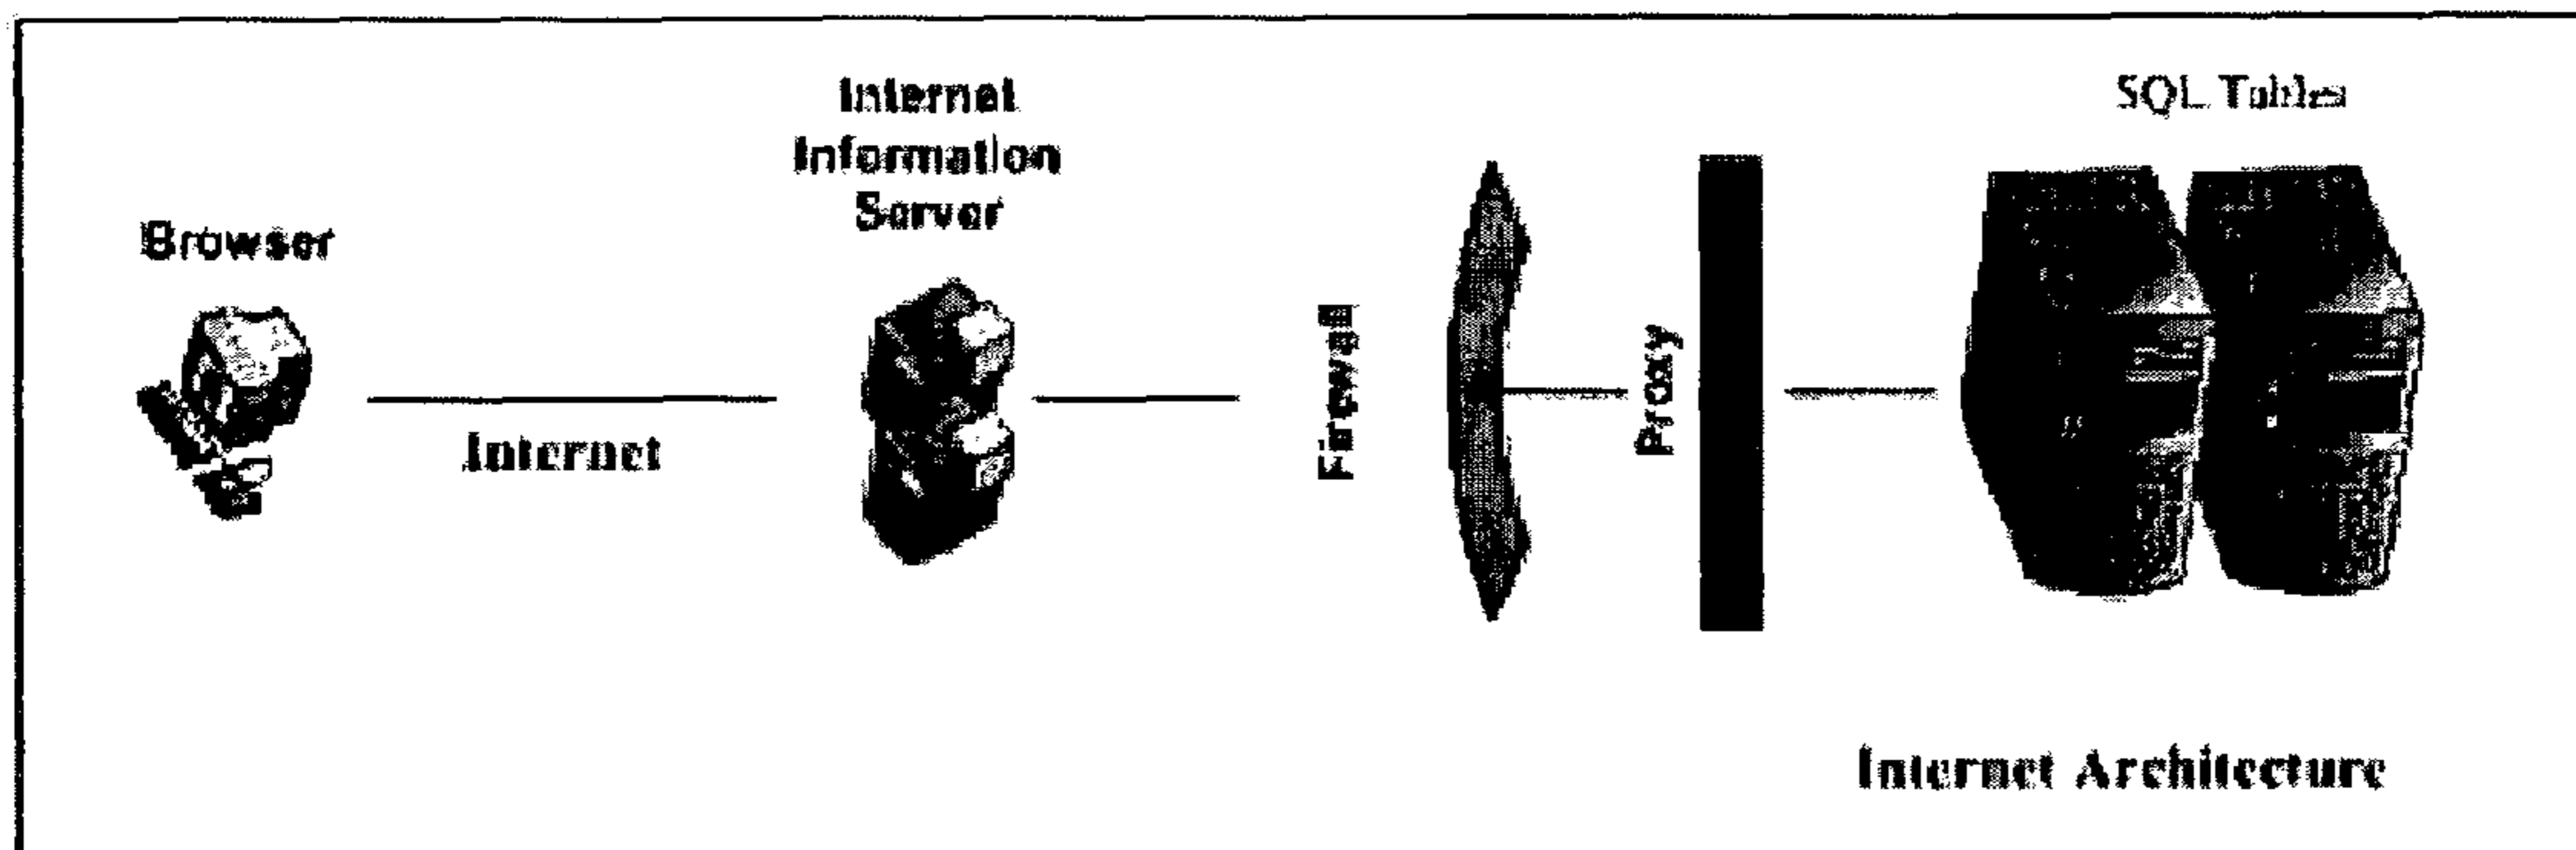 Browser
Internet
Internet
Information
Server
Firewall
Proxy
SQL Tables
Internet Architecture